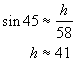 sin 45 ≈ h/58
h ≈ 41